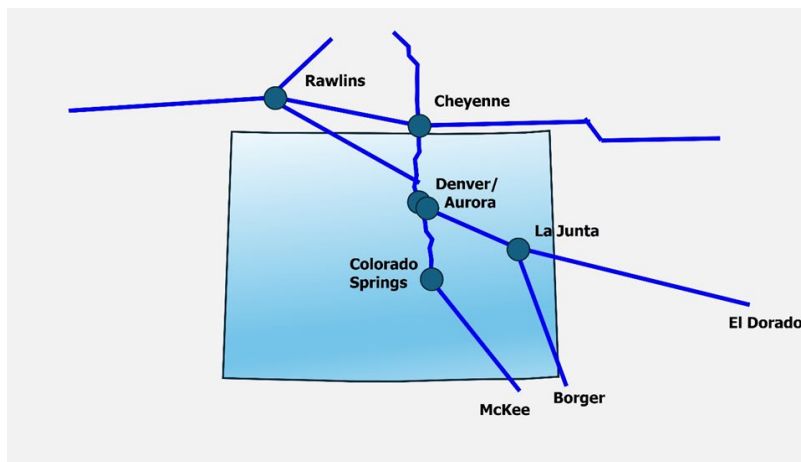 Rawlins
Cheyenne
Denver/
Aurora
La Junta
Colorado
Springs
El Dorado
McKee
Borger